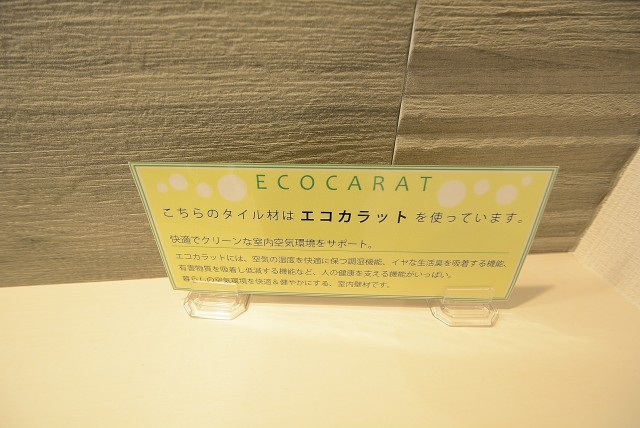 ECOCARAT
こちらのタイル材は エコカラット を使っています。
快適でクリーンな室内空気環境をサポート。
エコカラットには、空気の湿度を快適に保つ調湿機能、イヤな生活臭を吸着する機能、
有害物質を吸着し低減する機能など、人の健康を支える機能がいっぱい。
暮らしの空気環境を快適&健やかにする、室内壁材です。